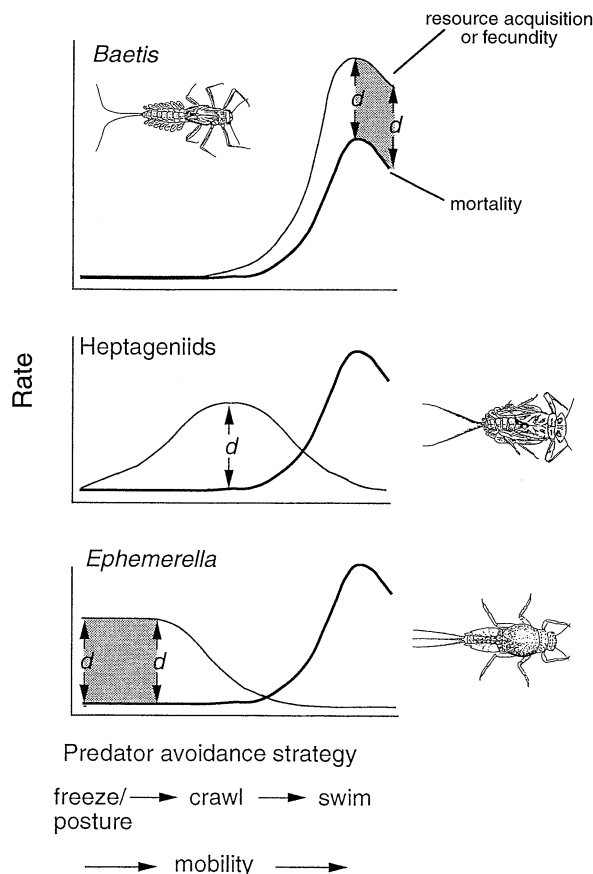 resource acquisition
or fecundity
Baetis
d
d
mortality
Heptageniids
Rate
d
Ephemerella
d
d
Predator avoidance strategy
freeze/ crawl swim
posture
mobility